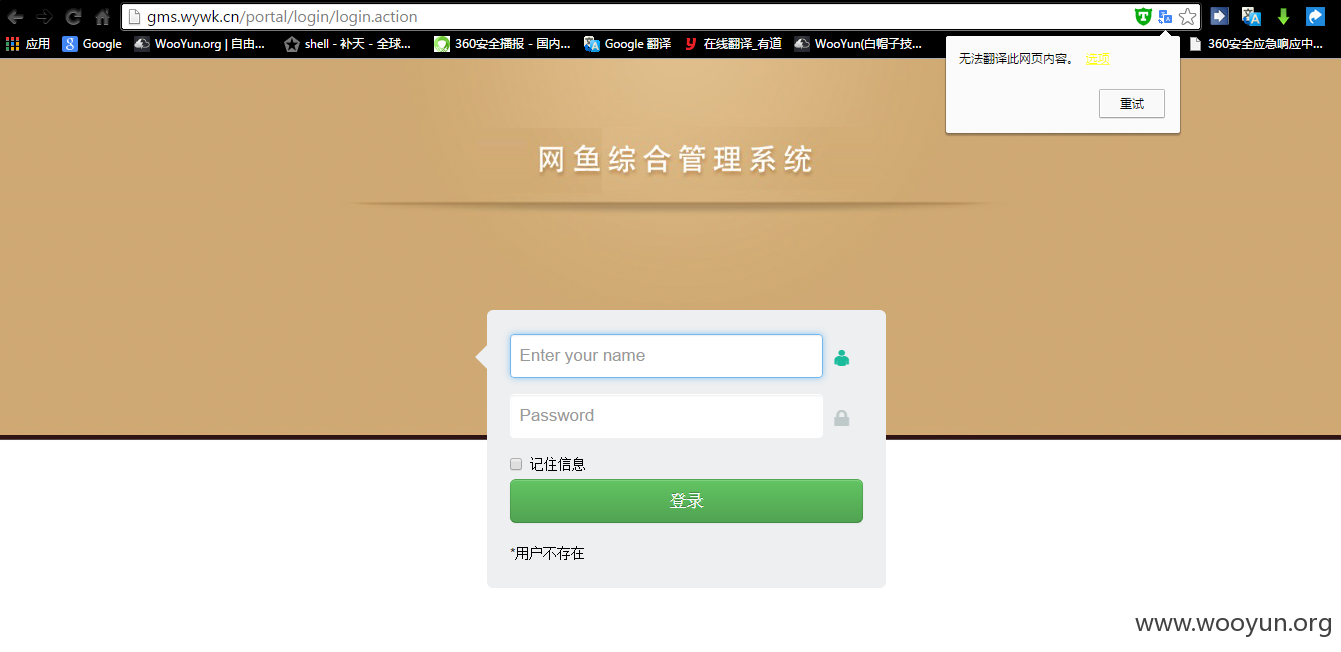 gms.wywk.cn/portal/login/login.action
应用 Google WooYun.org | 自由... shell - 补天 - 全球... 360安全播报 - 国内... Google 翻译 在线翻译_有道 WooYun(白帽子技... 360安全应急响应中...
无法翻译此网页内容。 选项
重试
网鱼综合管理系统
Enter your name
Password
记住信息
登录
*用户不存在
www.wooyun.org